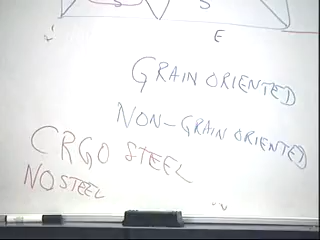 S
E
GRAIN ORIENTED
NON-GRAIN ORIENTED
CRGO STEEL
NO STEEL